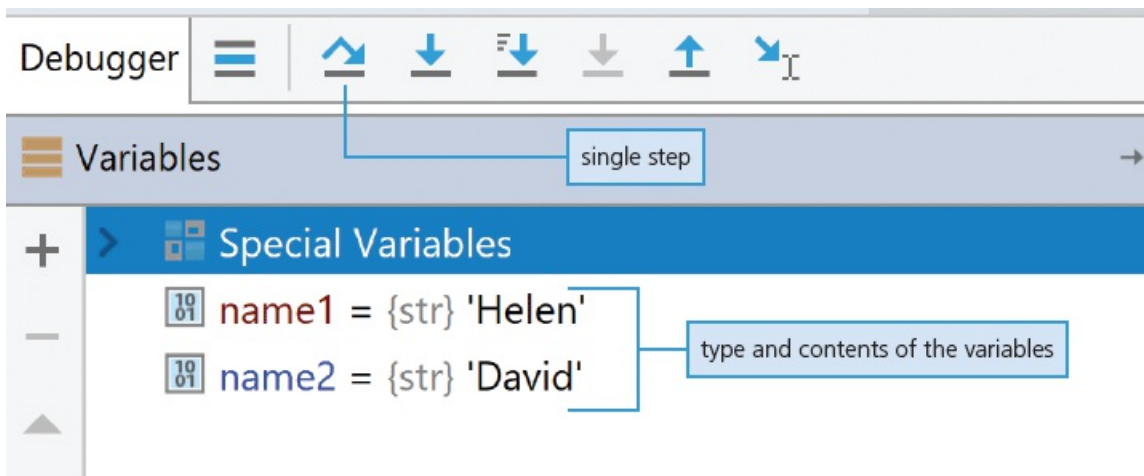 Debugger
Variables
single step
Special Variables
name1 = {str} 'Helen'
name2 = {str} 'David'
type and contents of the variables